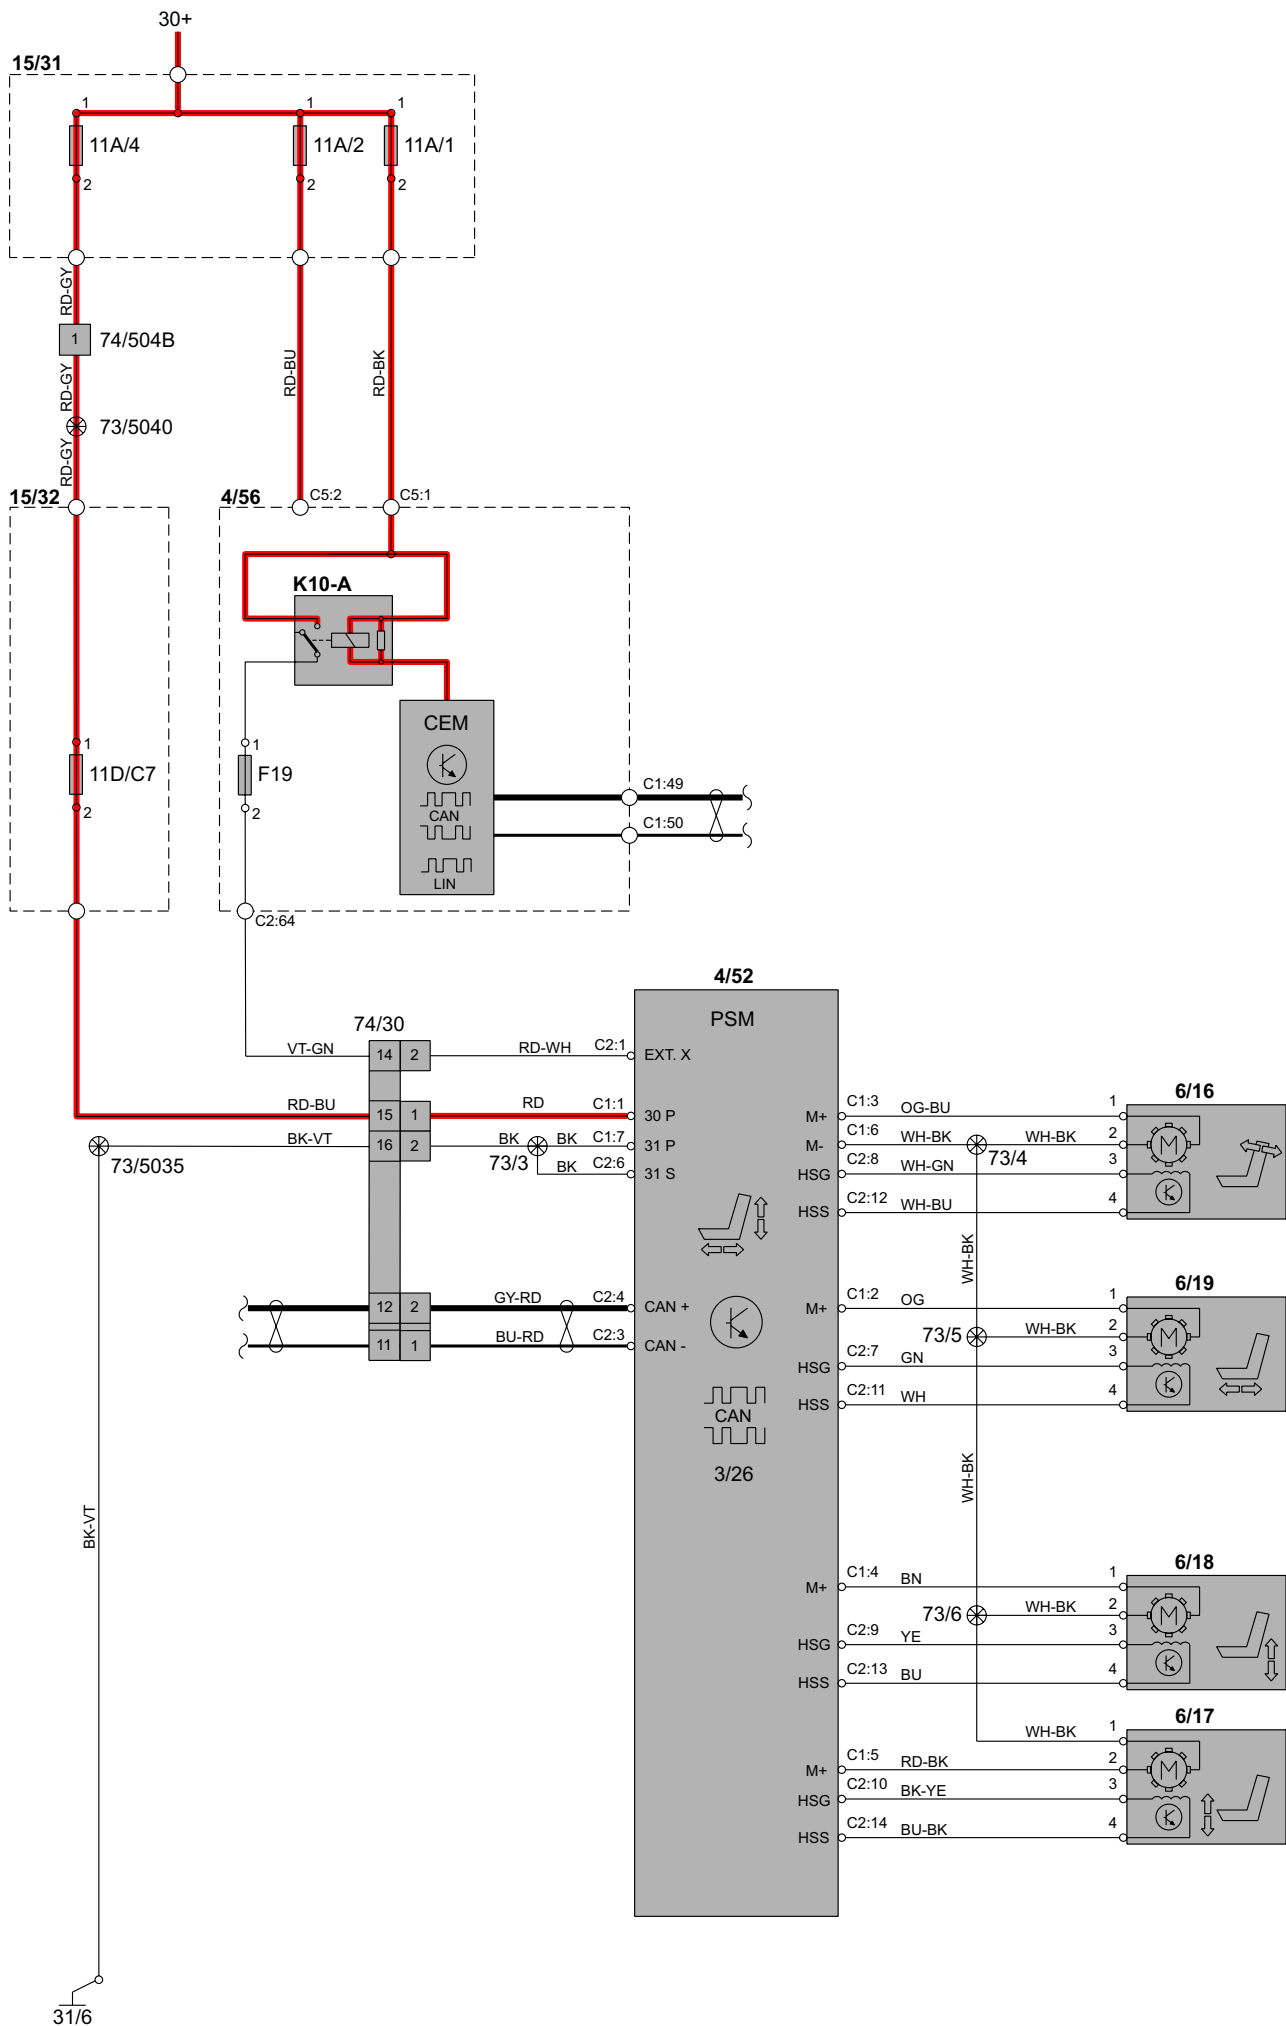 30+
15/31
1 1 1
11A/4 11A/2 11A/1
2 2 2
RD-GY
1 74/504B
RD-GY RD-BU RD-BK
73/5040
RD-GY
15/32 4/56 C5:2 C5:1
K10-A
CEM
1 1
11D/C7 F19
2 2
C1:49
CAN
C1:50
LIN
C2:64
4/52
PSM
74/30
VT-GN 14 2 RD-WH C2:1 EXT. X
RD-BU 15 1 RD C1:1 30 P
BK-VT 16 2 BK BK C1:7 31 P
73/5035 73/3 BK C2:6 31 S
6/16
M+ C1:3 OG-BU 1
M- C1:6 WH-BK WH-BK 2 M
73/4
HSG C2:8 WH-GN 3
HSS C2:12 WH-BU 4
WH-BK
12 2 GY-RD C2:4 CAN +
11 1 BU-RD C2:3 CAN -
6/19
M+ C1:2 OG 1
73/5 WH-BK 2 M
HSG C2:7 GN 3
HSS C2:11 WH 4
CAN
3/26
WH-BK
BK-VT
6/18
M+ C1:4 BN 1
73/6 WH-BK 2 M
HSG C2:9 YE 3
HSS C2:13 BU 4
6/17
WH-BK 1
M+ C1:5 RD-BK 2 M
HSG C2:10 BK-YE 3
HSS C2:14 BU-BK 4
31/6